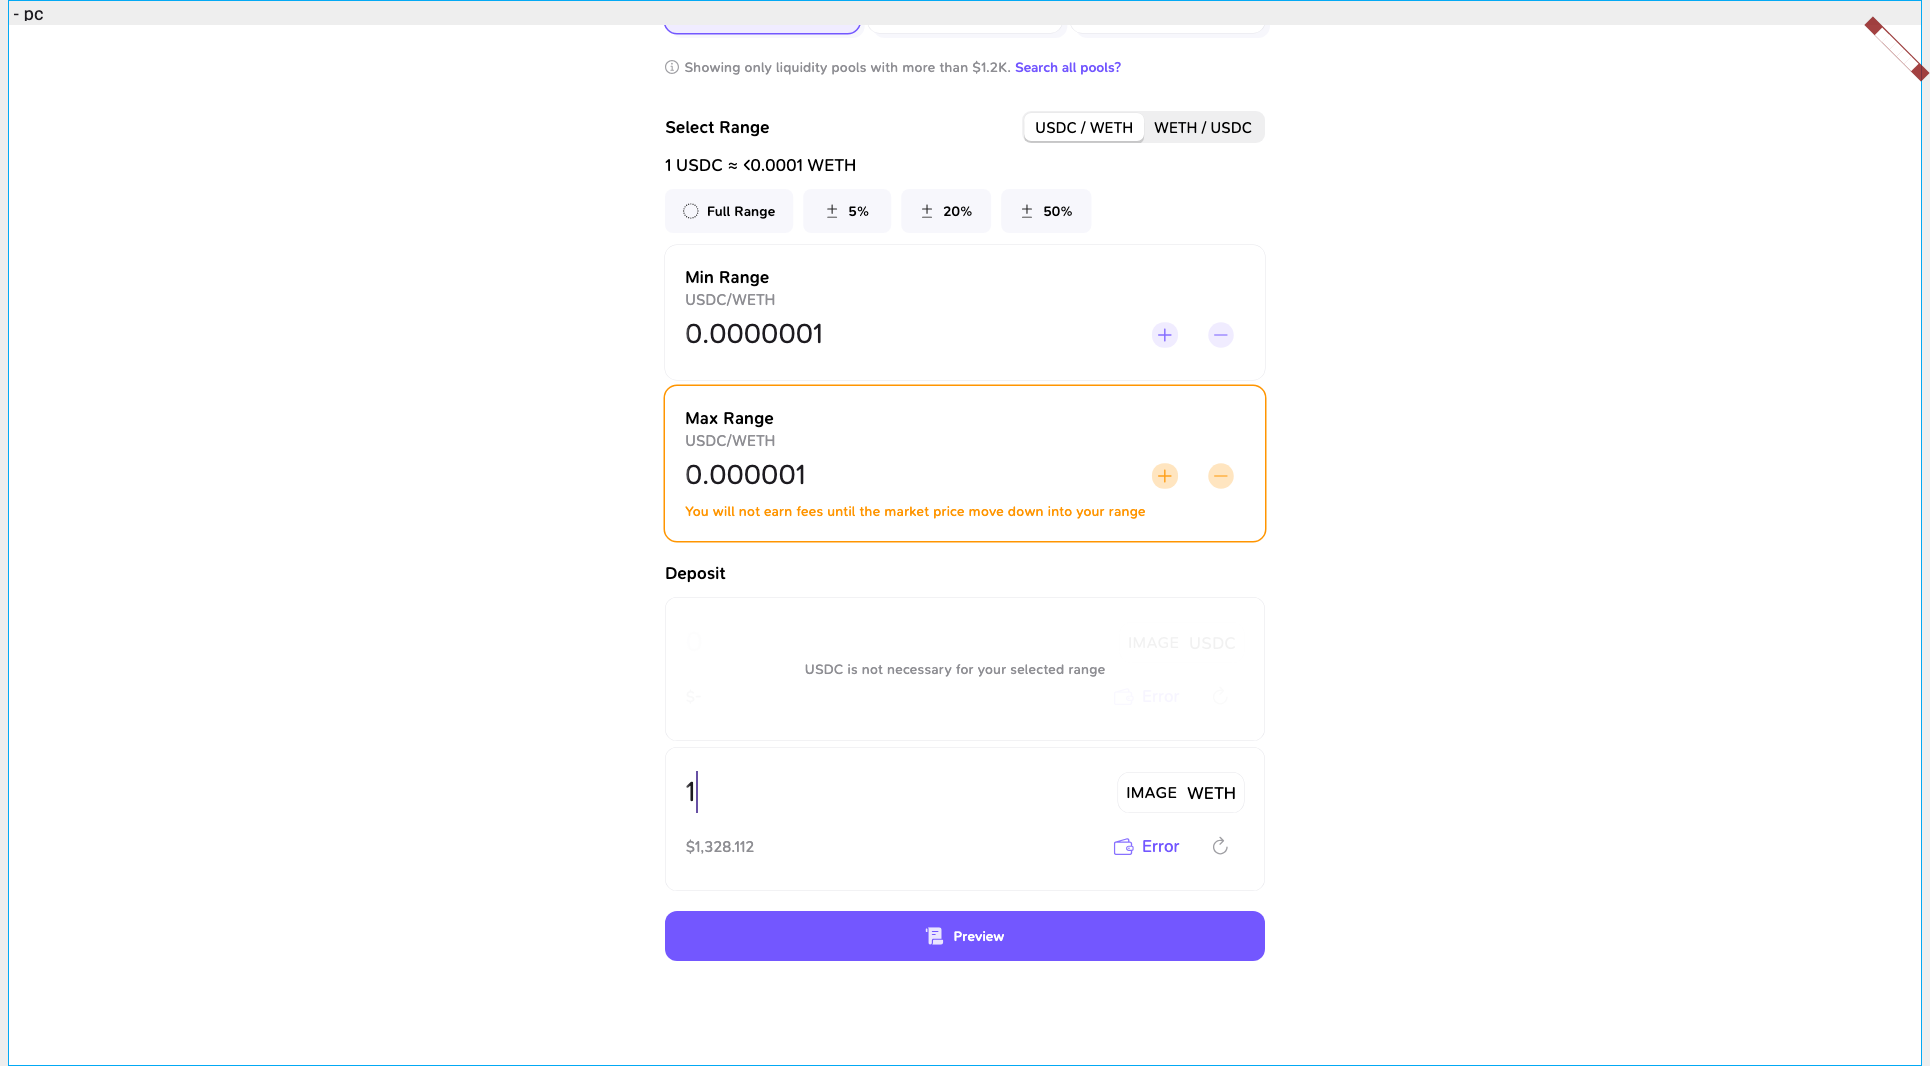 - pc
Showing only liquidity pools with more than $1.2K. Search all pools?
Select Range
USDC / WETH WETH / USDC
1 USDC ≈ <0.0001 WETH
Full Range ± 5% ± 20% ± 50%
Min Range
USDC/WETH
0.0000001
Max Range
USDC/WETH
0.000001
You will not earn fees until the market price move down into your range
Deposit
IMAGE USDC
USDC is not necessary for your selected range
$- Error
1
IMAGE WETH
$1,328.112 Error
Preview